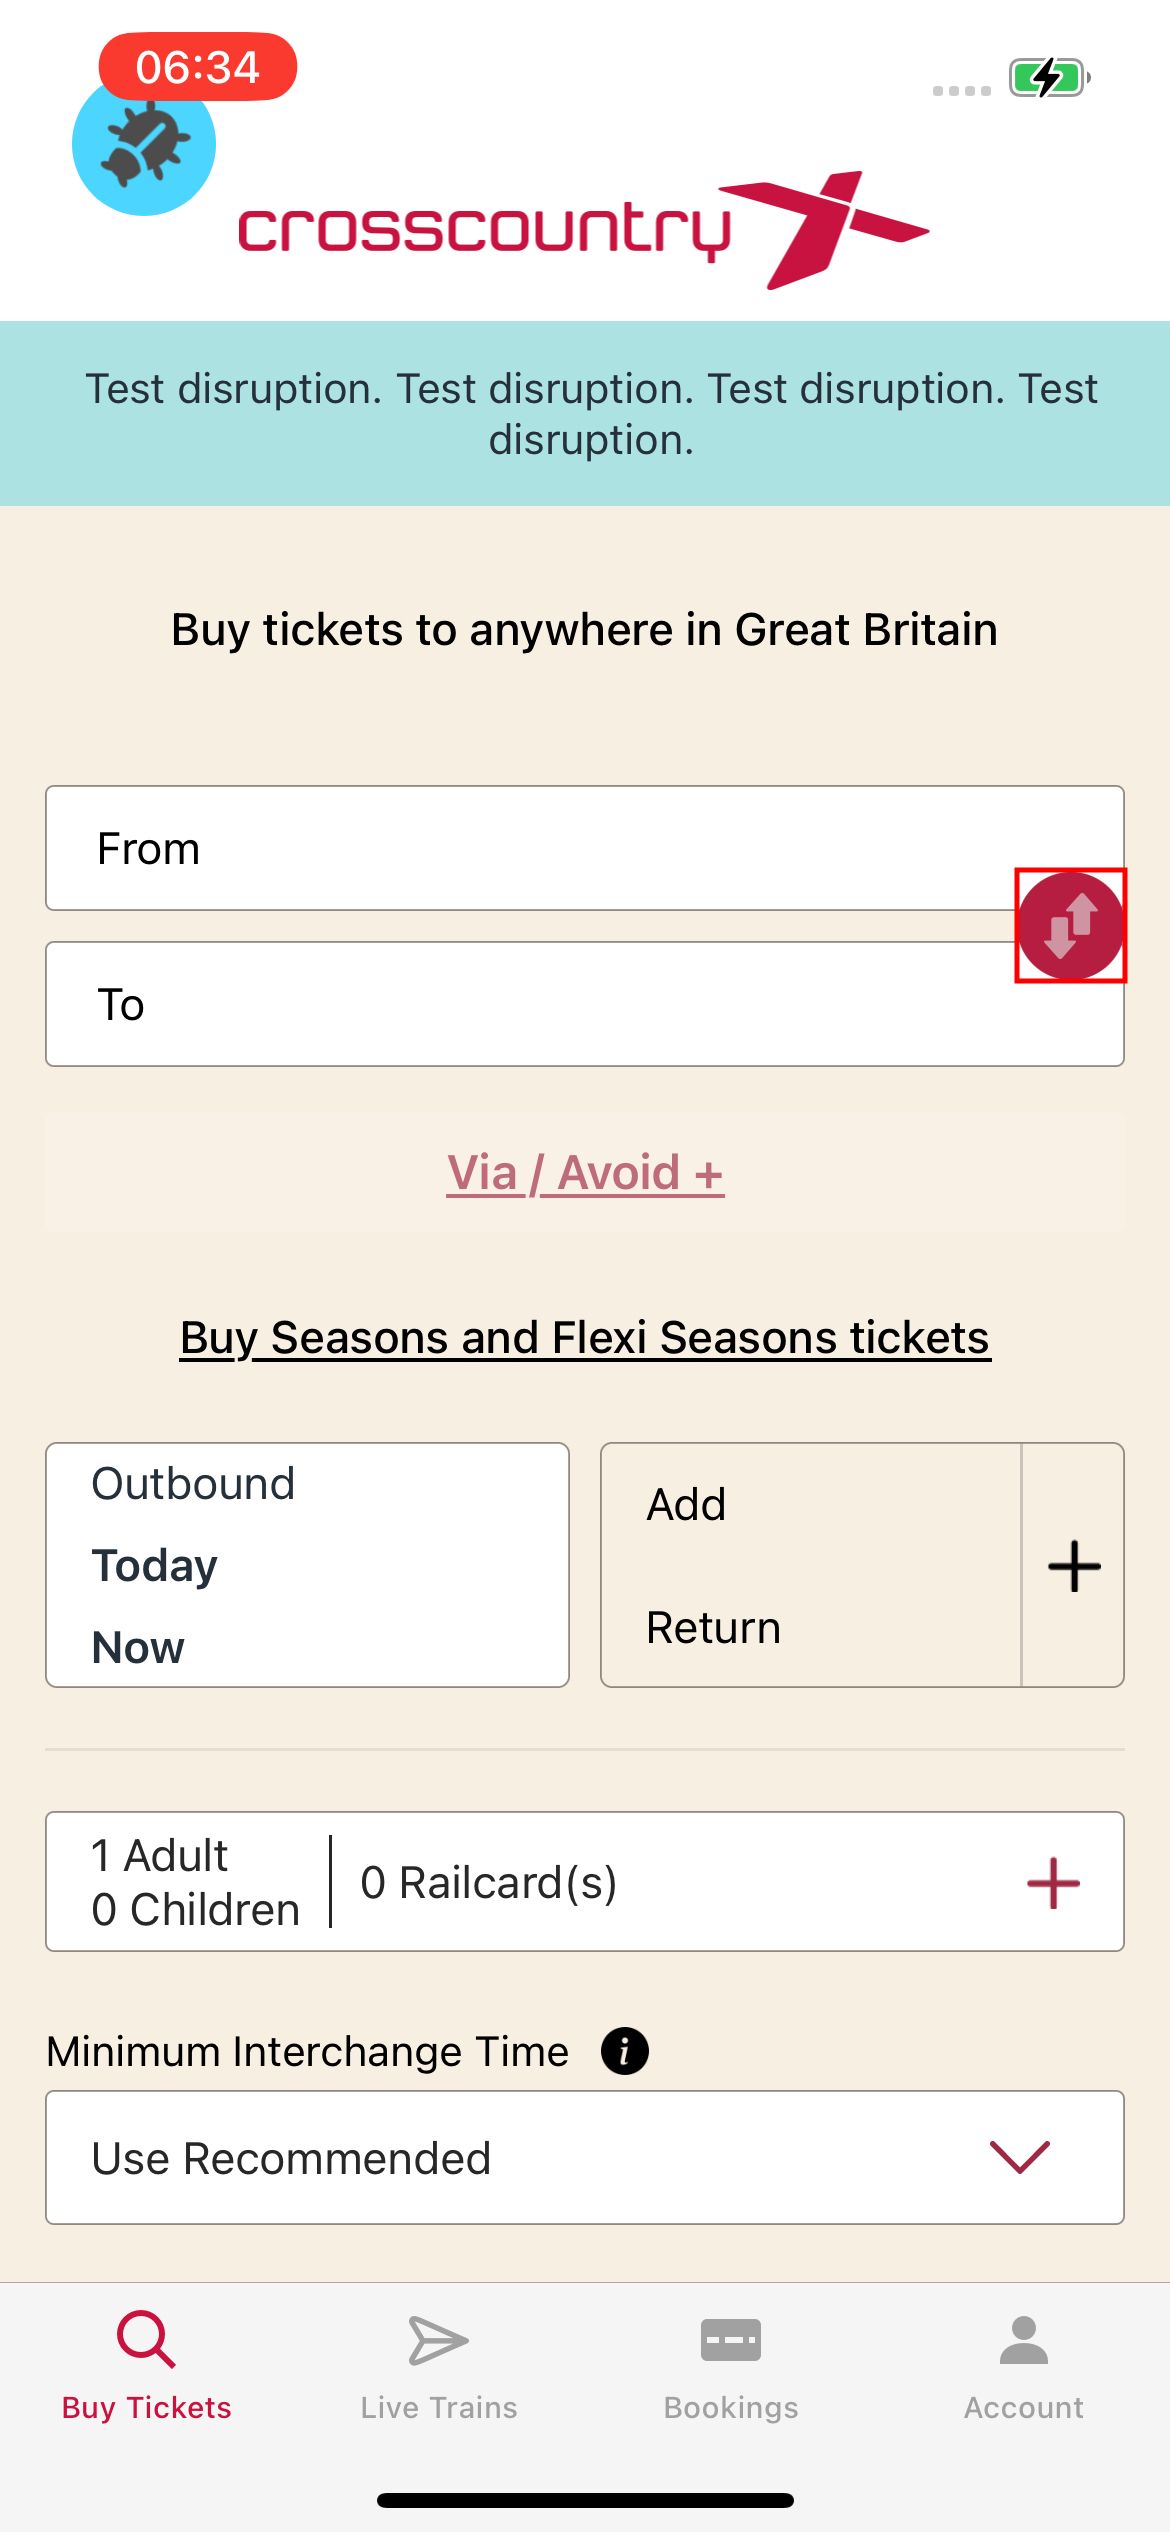 06:34
crosscountry
Test disruption. Test disruption. Test disruption. Test
disruption.
Buy tickets to anywhere in Great Britain
From
To
Via / Avoid +
Buy Seasons and Flexi Seasons tickets
Outbound
Today
Now
Add
Return
1 Adult
0 Children
0 Railcard(s)
Minimum Interchange Time
Use Recommended
Buy Tickets
Live Trains
Bookings
Account